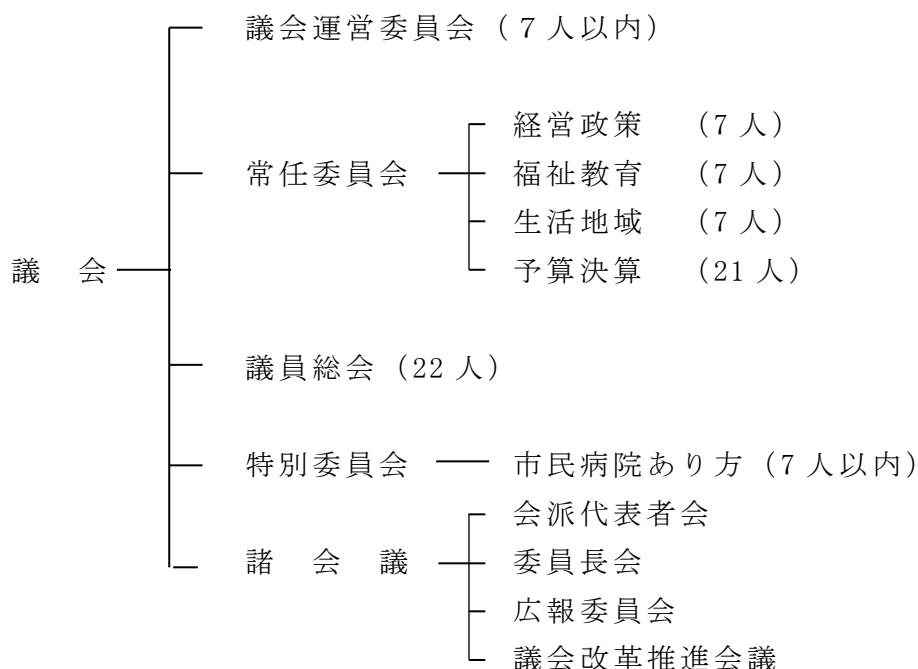 議会運営委員会（7人以内）
経営政策　（7人）
常任委員会　福祉教育　（7人）
生活地域　（7人）
議　会　予算決算　（21人）
議員総会（22人）
特別委員会　市民病院あり方（7人以内）
会派代表者会
諸　会　議　委員長会
広報委員会
議会改革推進会議